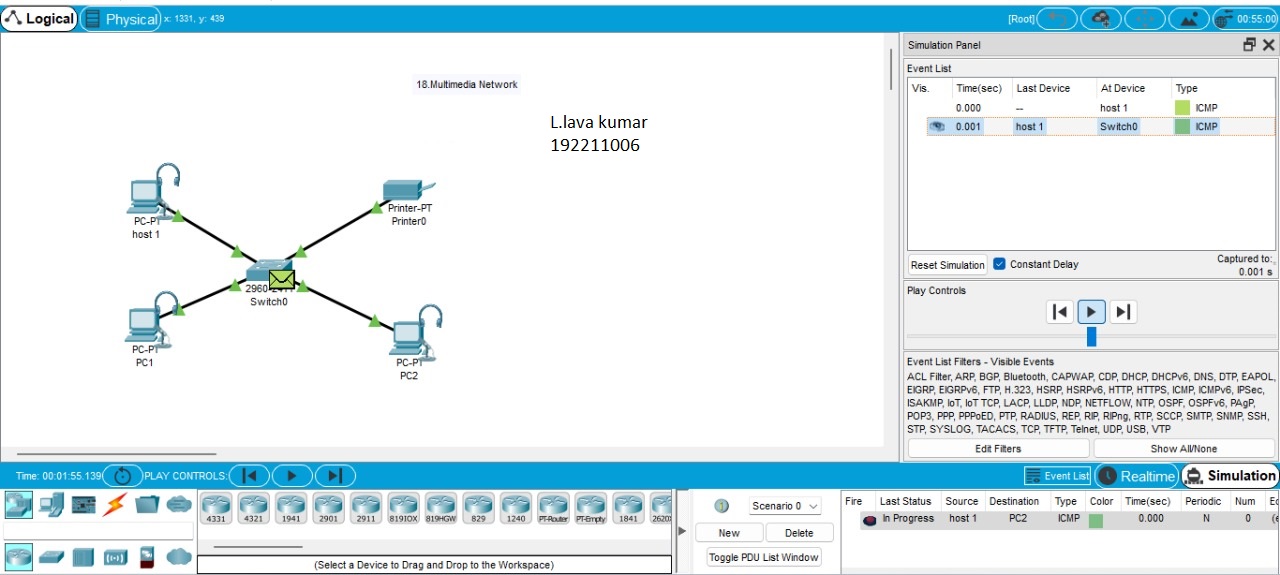 Logical
Physical
x: 1331, y: 439
[Root]
00:55:00
18.Multimedia Network
L.lava kumar
192211006
PC-PT
host 1
Printer-PT
Printer0
Switch0
PC-PT
PC1
PC-PT
PC2
Simulation Panel
Event List
Vis. Time(sec) Last Device At Device Type
0.000 -- host 1 ICMP
0.001 host 1 Switch0 ICMP
Reset Simulation
Constant Delay
Captured to:
0.001 s
Play Controls
Event List Filters - Visible Events
ACL Filter, ARP, BGP, Bluetooth, CAPWAP, CDP, DHCP, DHCPv6, DNS, DTP, EAPOL,
EIGRP, EIGRPv6, FTP, H.323, HSRP, HSRPv6, HTTP, HTTPS, ICMP, ICMPv6, IPSec,
ISAKMP, IoT, IoT TCP, LACP, LLDP, NDP, NETFLOW, NTP, OSPF, OSPFv6, PAgP,
POP3, PPP, PPPoED, PTP, RADIUS, REP, RIP, RIPng, RTP, SCCP, SMTP, SNMP, SSH,
STP, SYSLOG, TACACS, TCP, TFTP, Telnet, UDP, USB, VTP
Edit Filters
Show All/None
Time: 00:01:55.139
PLAY CONTROLS:
Event List
Realtime
Simulation
4331 4321 1941 2901 2911 819IOX 819HGW 829 1240 PT-Router PT-Empty 1841 2620X
(Select a Device to Drag and Drop to the Workspace)
Scenario 0
New
Delete
Toggle PDU List Window
Fire Last Status Source Destination Type Color Time(sec) Periodic Num Ed
In Progress host 1 PC2 ICMP 0.000 N 0 (e